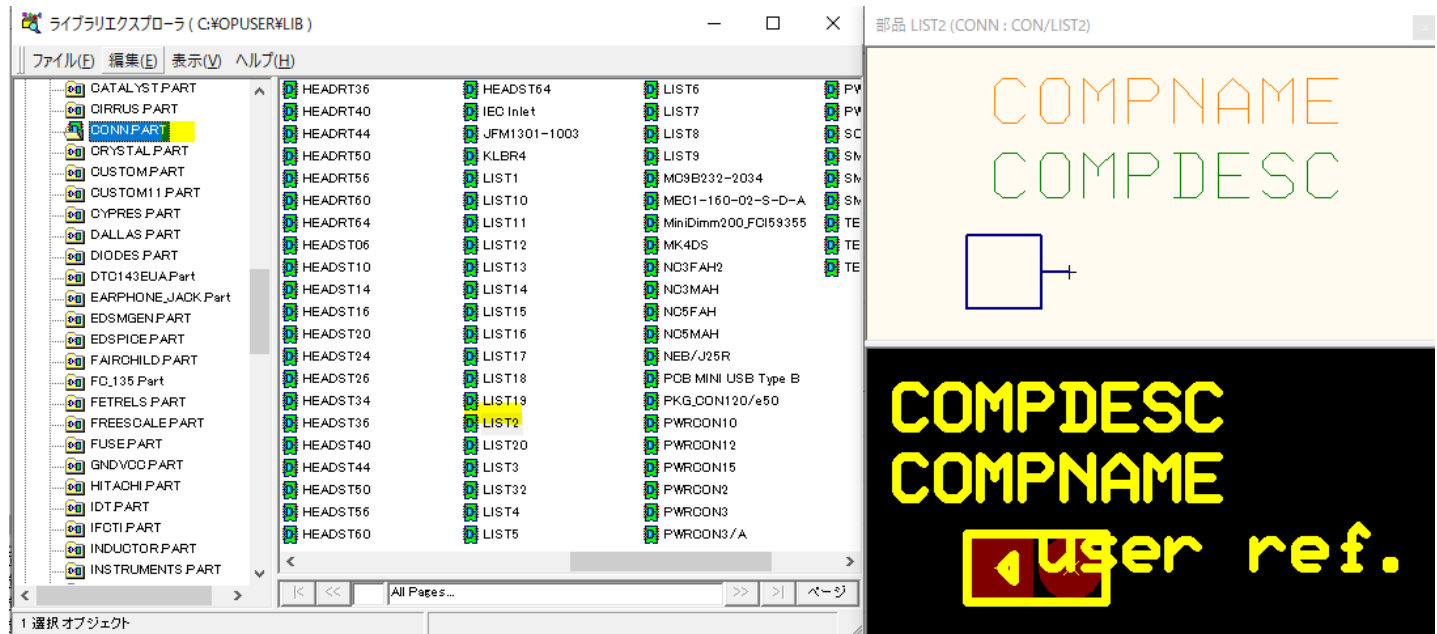 ライブラリエクスプローラ ( C:¥OPUSER¥LIB )
ファイル(F) 編集(E) 表示(V) ヘルプ(H)
CATALYST.PART
CIRRUS.PART
CONN.PART
CRYSTAL.PART
CUSTOM.PART
CUSTOM11.PART
CYPRES.PART
DALLAS.PART
DIODES.PART
DTC143EUA.Part
EARPHONE_JACK.Part
EDSMGEN.PART
EDSPICE.PART
FAIRCHILD.PART
FC_135.Part
FETRELS.PART
FREESCALE.PART
FUSE.PART
GNDVCC.PART
HITACHI.PART
IDT.PART
IFCTI.PART
INDUCTOR.PART
INSTRUMENTS.PART
HEADRT36
HEADRT40
HEADRT44
HEADRT50
HEADRT56
HEADRT60
HEADRT64
HEADST06
HEADST10
HEADST14
HEADST16
HEADST20
HEADST24
HEADST26
HEADST34
HEADST36
HEADST40
HEADST44
HEADST50
HEADST56
HEADST60
HEADST64
IEC Inlet
JFM1301-1003
KLBR4
LIST1
LIST10
LIST11
LIST12
LIST13
LIST14
LIST15
LIST16
LIST17
LIST18
LIST19
LIST2
LIST20
LIST3
LIST32
LIST4
LIST5
LIST6
LIST7
LIST8
LIST9
MC9B232-2034
MEC1-160-02-S-D-A
MiniDimm200_FCI59355
MK4DS
NC3FAH2
NC3MAH
NC5FAH
NC5MAH
NEB/J25R
PCB MINI USB Type B
PKG_CON120/e50
PWRCON10
PWRCON12
PWRCON15
PWRCON2
PWRCON3
PWRCON3/A
TE
TE
TE
|< << All Pages... >> >| ページ
1 選択オブジェクト
部品 LIST2 (CONN : CON/LIST2)
COMPNAME
COMPDESC
COMPDESC
COMPNAME
user ref.